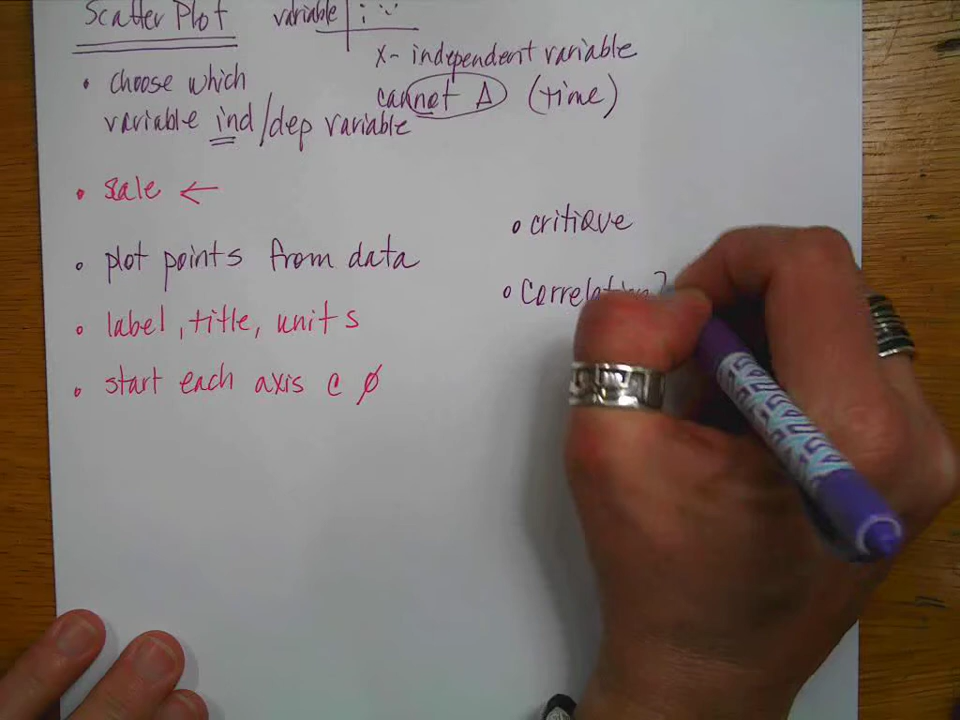 Scatter Plot
variable
x- independent variable
cannot Δ (time)
• choose which
variable ind/dep variable
• scale ←
• plot points from data
• label, title, units
• start each axis @ ø
• critique
• correlation?